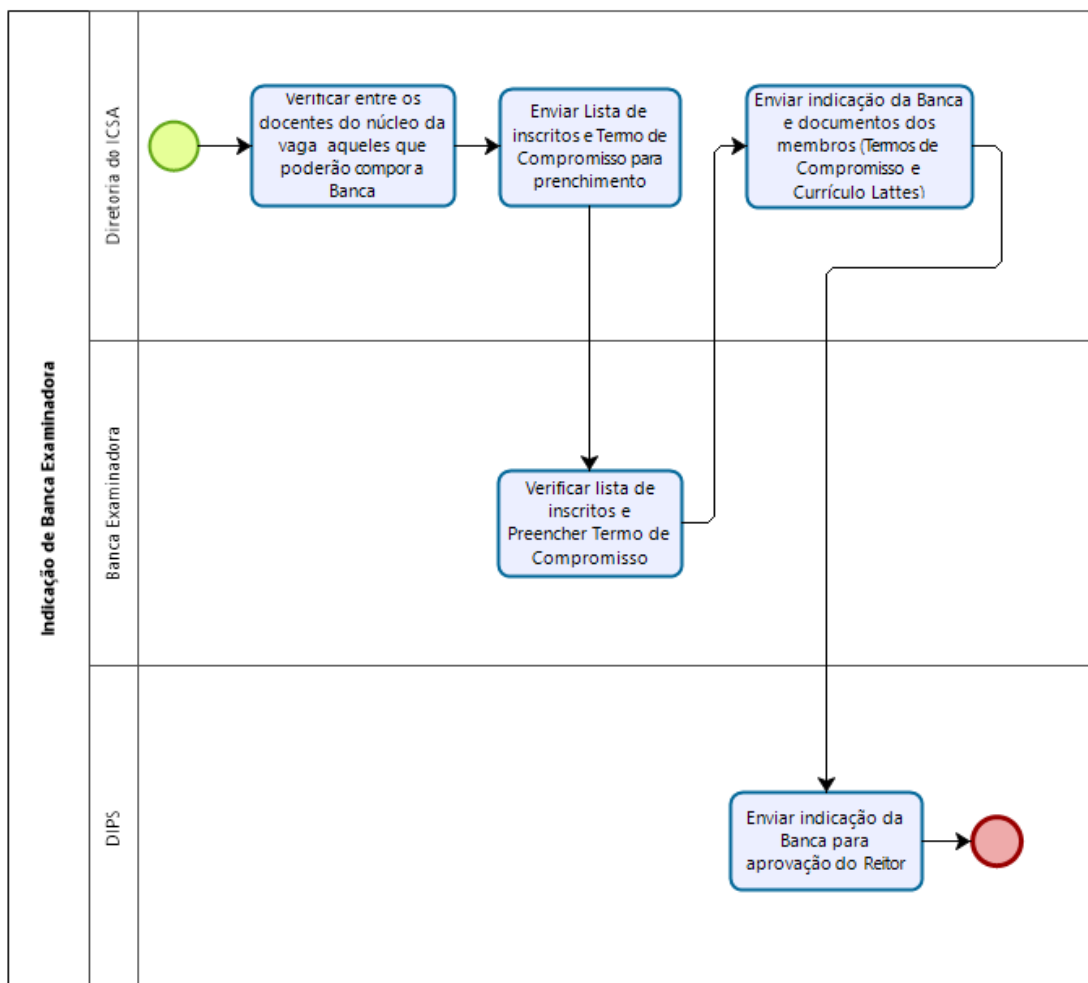 Indicação de Banca Examinadora
Diretoria do ICSA
Verificar entre os
docentes do núcleo da
vaga aqueles que
poderão compor a
Banca
Enviar Lista de
inscritos e Termo de
Compromisso para
prenchimento
Enviar indicação da Banca
e documentos dos
membros (Termos de
Compromisso e
Currículo Lattes)
Banca Examinadora
Verificar lista de
inscritos e
Preencher Termo de
Compromisso
DIPS
Enviar indicação da
Banca para
aprovação do Reitor